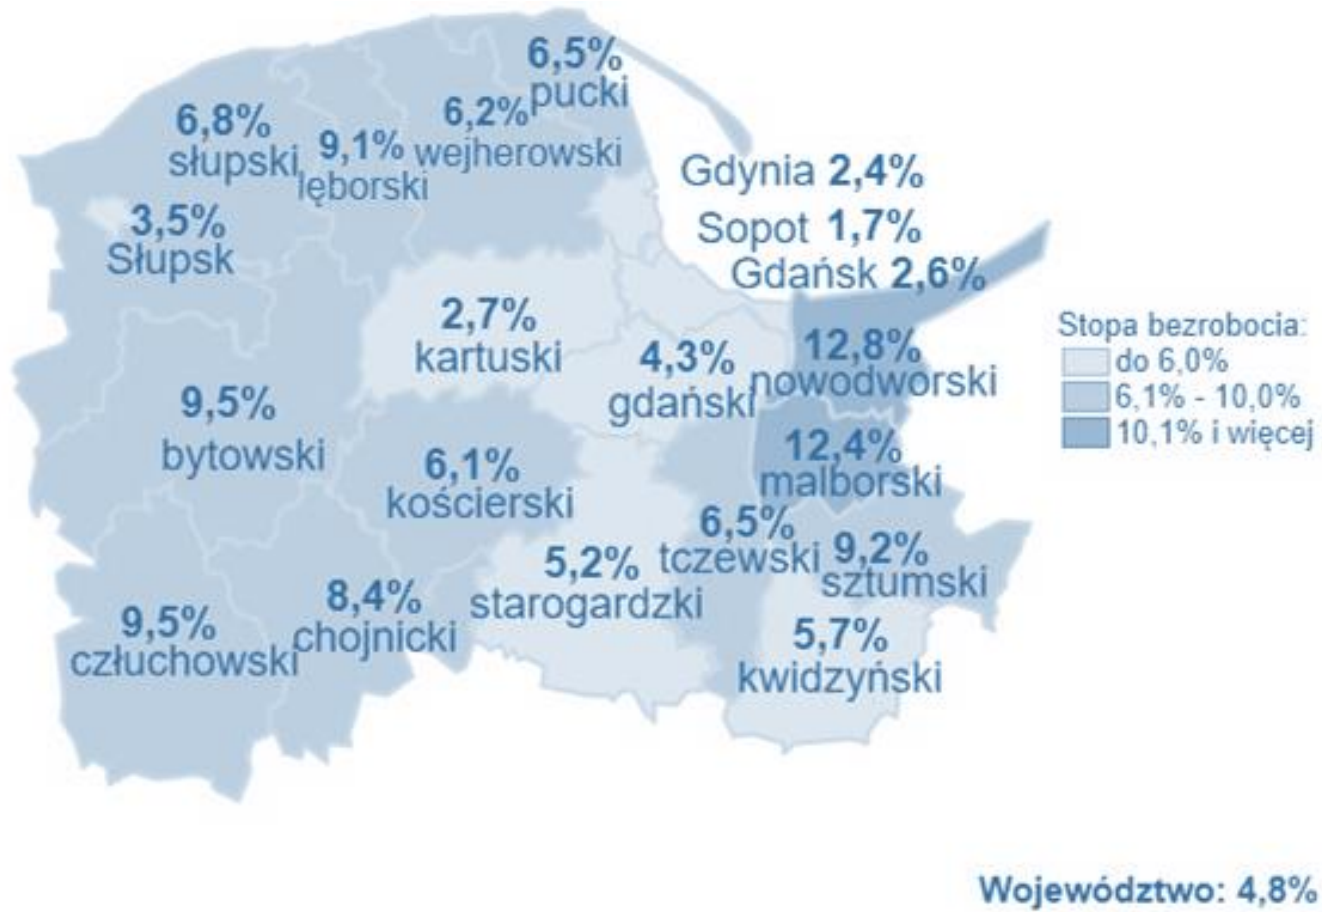 6,5%
pucki
6,8%
słupski
9,1%
lęborski
6,2%
wejherowski
Gdynia 2,4%
Sopot 1,7%
Gdańsk 2,6%
3,5%
Słupsk
2,7%
kartuski
4,3%
gdański
12,8%
nowodworski
Stopa bezrobocia:
do 6,0%
6,1% - 10,0%
10,1% i więcej
9,5%
bytowski
6,1%
kościerski
12,4%
malborski
6,5%
tczewski
9,2%
sztumski
5,2%
starogardzki
8,4%
chojnicki
9,5%
człuchowski
5,7%
kwidzyński
Województwo: 4,8%